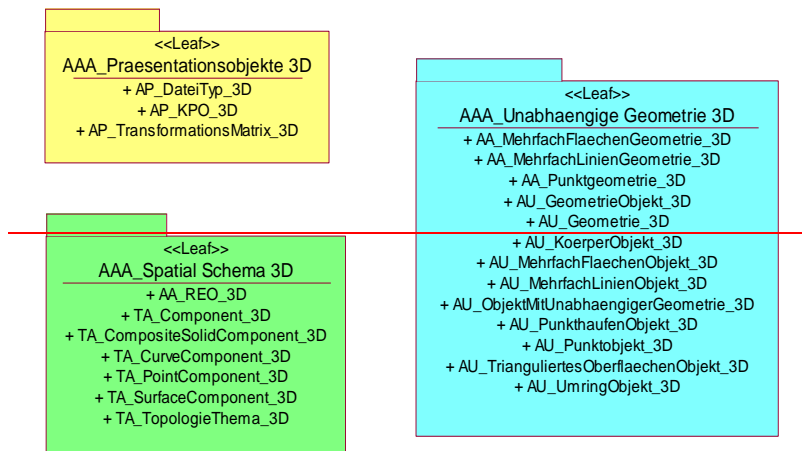 <<Leaf>>
AAA_Praesentationsobjekte 3D
+ AP_DateiTyp_3D
+ AP_KPO_3D
+ AP_TransformationsMatrix_3D
<<Leaf>>
AAA_Spatial Schema 3D
+ AA_REO_3D
+ TA_Component_3D
+ TA_CompositeSolidComponent_3D
+ TA_CurveComponent_3D
+ TA_PointComponent_3D
+ TA_SurfaceComponent_3D
+ TA_TopologieThema_3D
<<Leaf>>
AAA_Unabhaengige Geometrie 3D
+ AA_MehrfachFlaechenGeometrie_3D
+ AA_MehrfachLinienGeometrie_3D
+ AA_Punktgeometrie_3D
+ AU_GeometrieObjekt_3D
+ AU_Geometrie_3D
+ AU_KoerperObjekt_3D
+ AU_MehrfachFlaechenObjekt_3D
+ AU_MehrfachLinienObjekt_3D
+ AU_ObjektMitUnabhaengigerGeometrie_3D
+ AU_PunkthaufenObjekt_3D
+ AU_Punktobjekt_3D
+ AU_TrianguliertesOberflaechenObjekt_3D
+ AU_UmringObjekt_3D